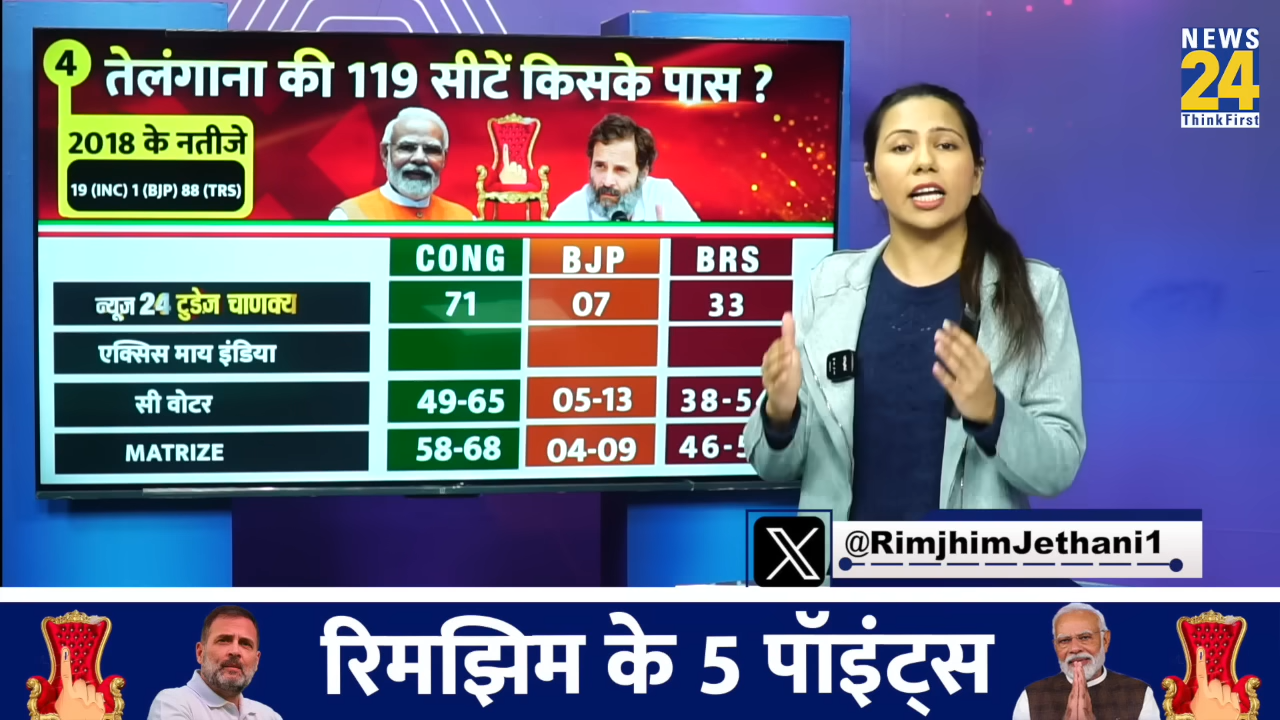 4
तेलंगाना की 119 सीटें किसके पास ?
2018 के नतीजे
19 (INC) 1 (BJP) 88 (TRS)
CONG BJP BRS
न्यूज़ 24 टुडेज़ चाणक्य 71 07 33
एक्सिस माय इंडिया
सी वोटर 49-65 05-13
MATRIZE 58-68 04-09
NEWS
24
ThinkFirst
X
@RimjhimJethani1
रिमझिम के 5 पॉइंट्स